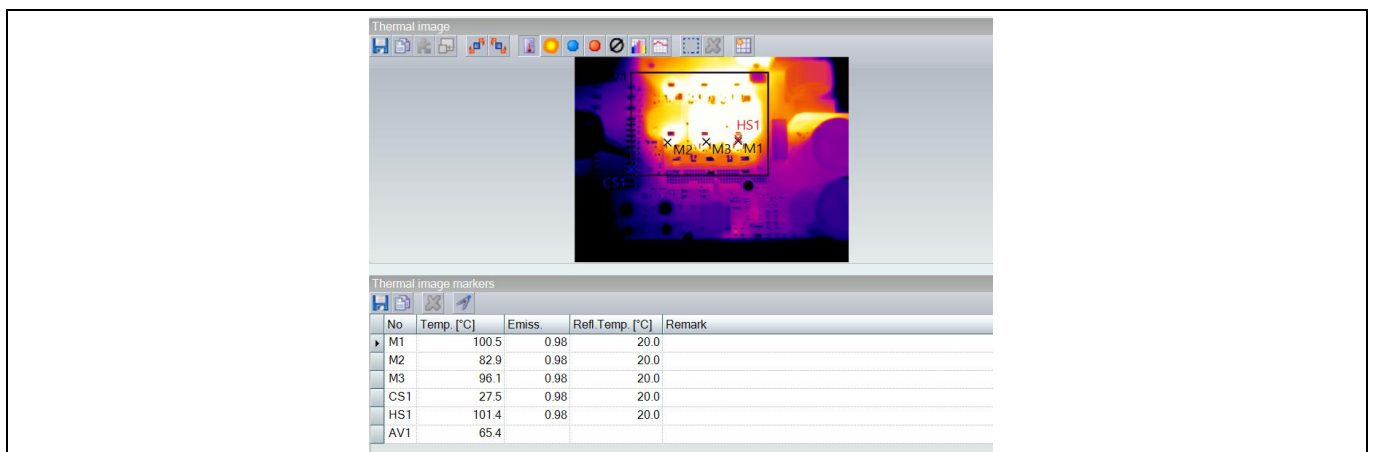 Thermal image
HS1
M2 M3 M1
CS1
Thermal image markers
No Temp. [°C] Emiss. Refl.Temp. [°C] Remark
M1 100.5 0.98 20.0
M2 82.9 0.98 20.0
M3 96.1 0.98 20.0
CS1 27.5 0.98 20.0
HS1 101.4 0.98 20.0
AV1 65.4